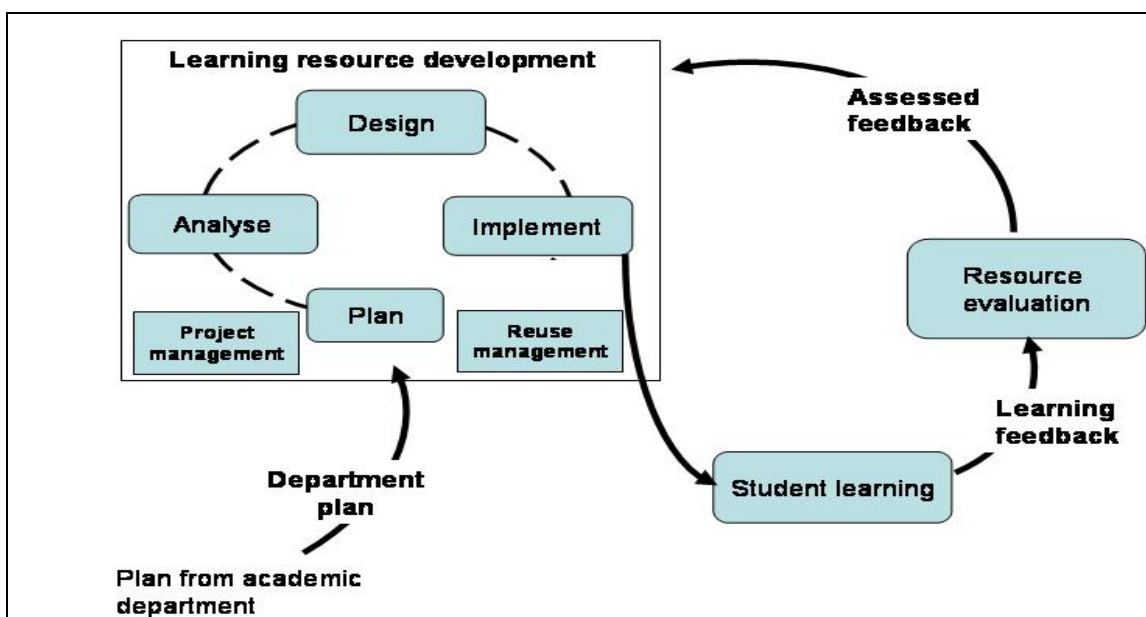 Learning resource development
Design
Analyse
Implement
Plan
Project
management
Reuse
management
Assessed
feedback
Resource
evaluation
Learning
feedback
Student learning
Department
plan
Plan from academic
department